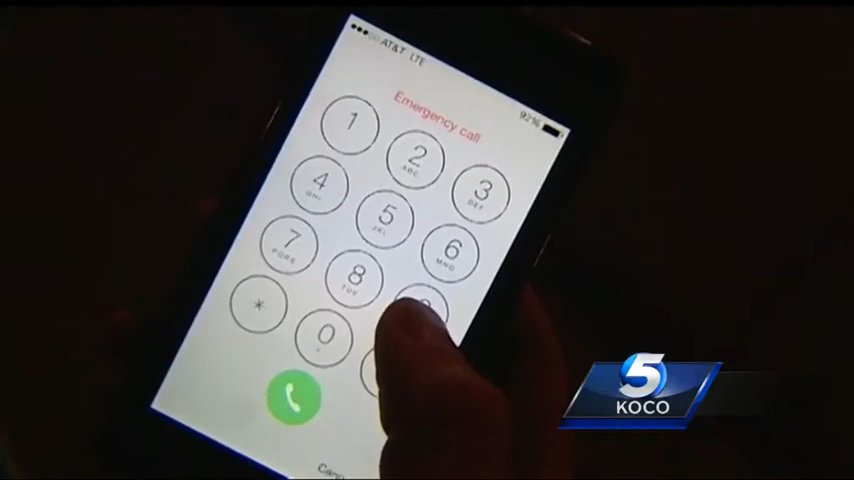 AT&T LTE
92%
Emergency call
1
2
ABC
3
DEF
4
GHI
5
JKL
6
MNO
7
PQRS
8
TUV
*
0
+
5
KOCO